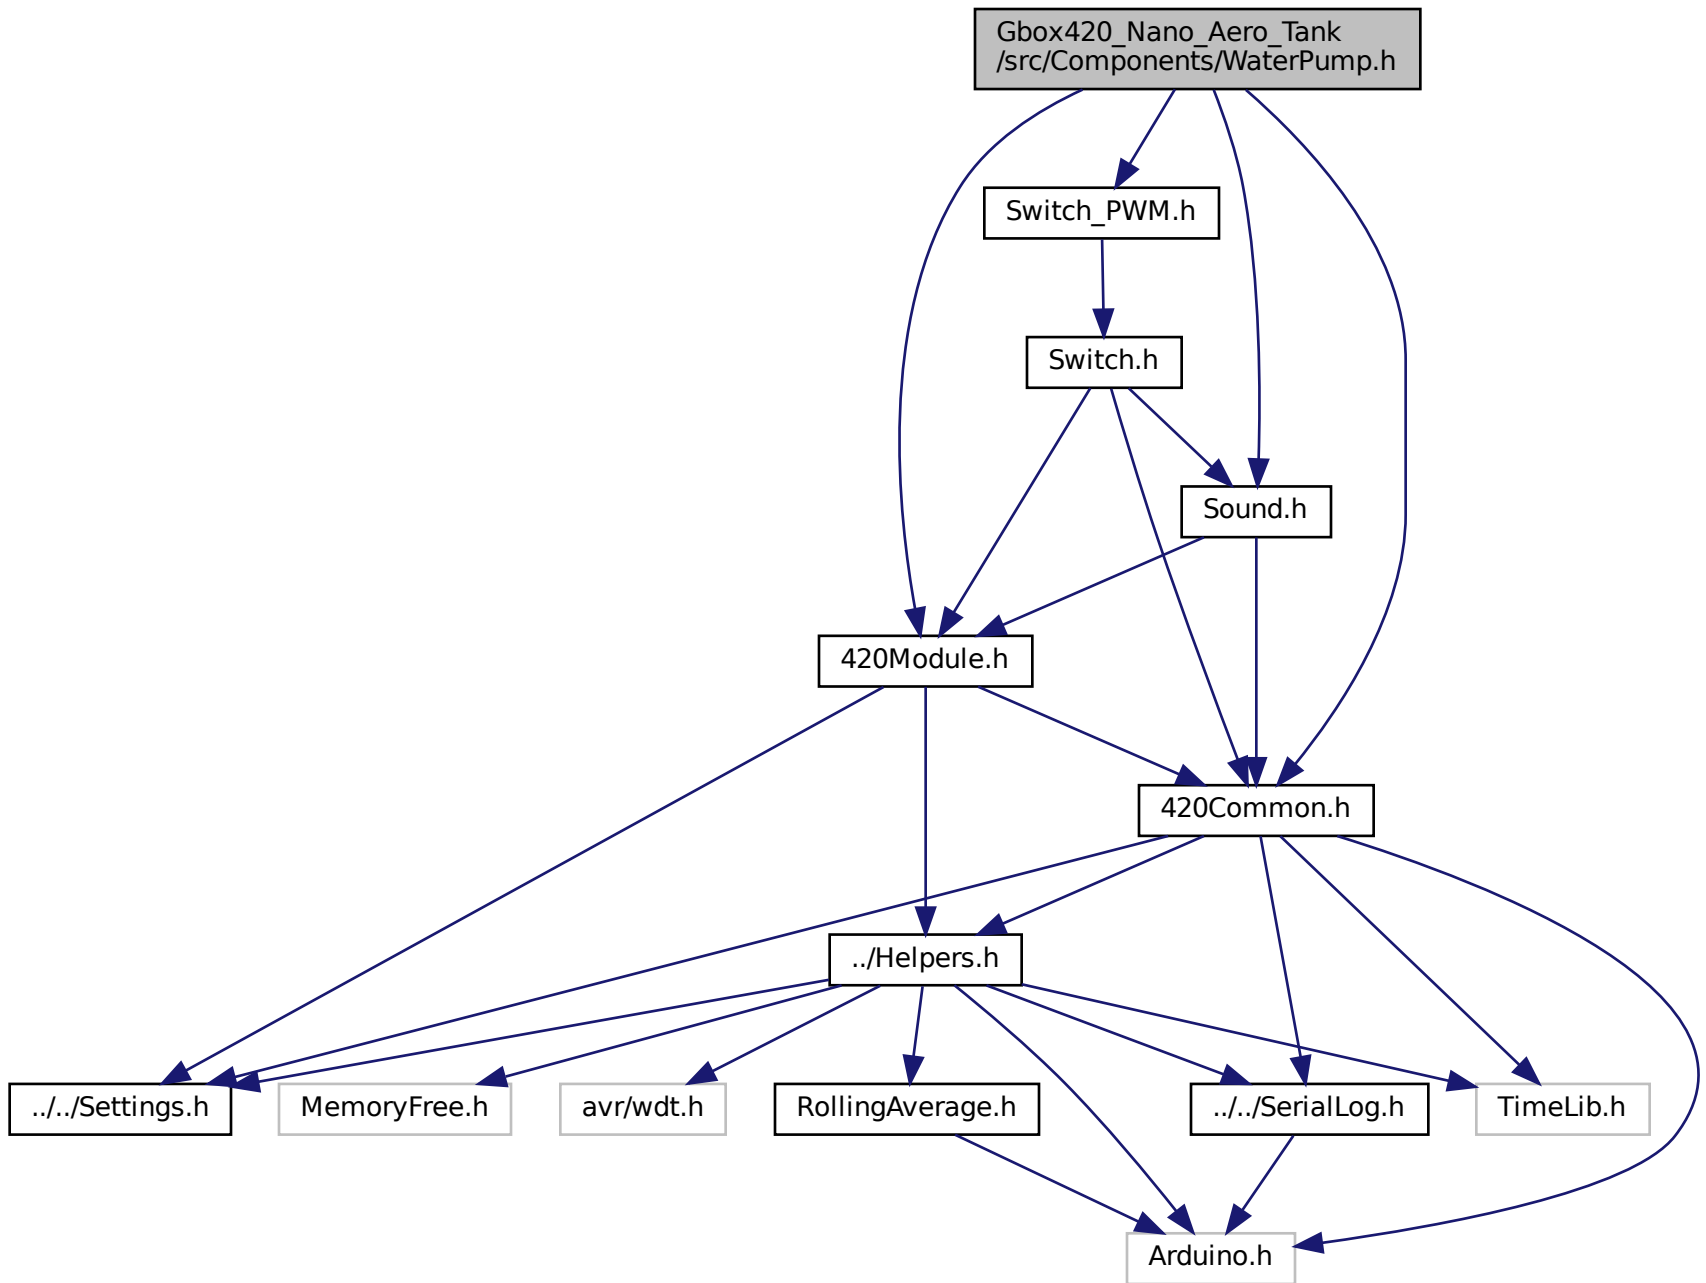 Gbox420_Nano_Aero_Tank
/src/Components/WaterPump.h
Switch_PWM.h
Switch.h
Sound.h
420Module.h
420Common.h
../Helpers.h
../../Settings.h
MemoryFree.h
avr/wdt.h
RollingAverage.h
../../SerialLog.h
TimeLib.h
Arduino.h